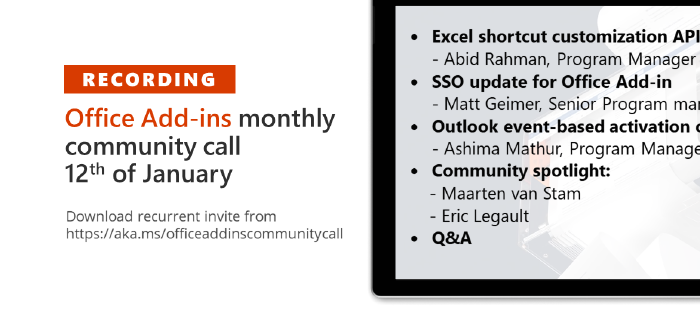 RECORDING
Office Add-ins monthly
community call
12th of January
Download recurrent invite from
https://aka.ms/officeaddinscommunitycall
• Excel shortcut customization API
- Abid Rahman, Program Manager
• SSO update for Office Add-in
- Matt Geimer, Senior Program
• Outlook event-based activation
- Ashima Mathur, Program
• Community spotlight:
- Maarten van Stam
- Eric Legault
• Q&A